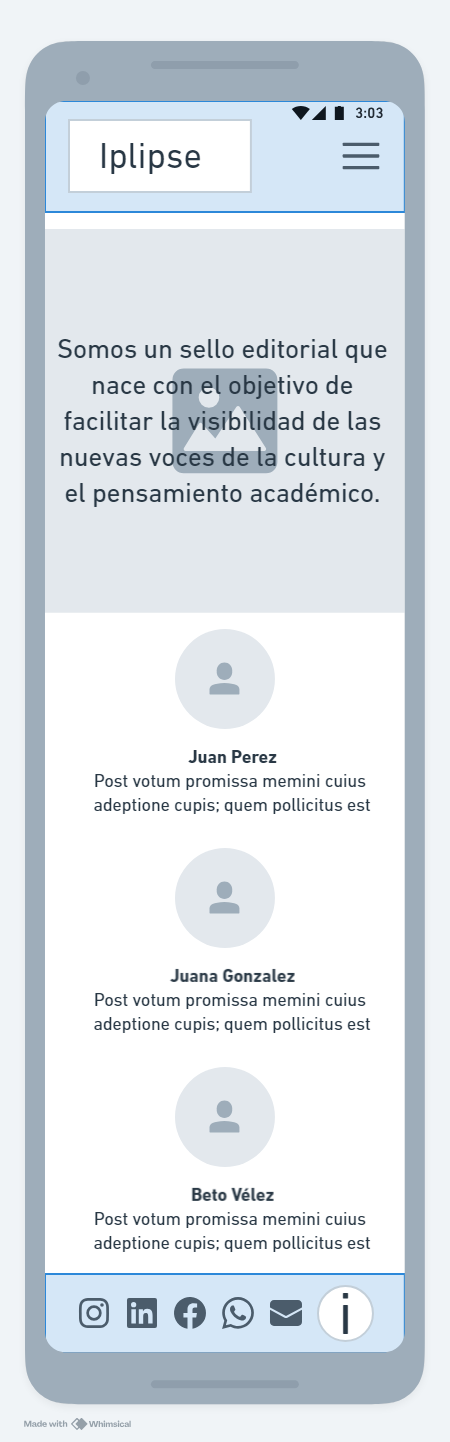 3:03
Iplipse
Somos un sello editorial que
nace con el objetivo de
facilitar la visibilidad de las
nuevas voces de la cultura y
el pensamiento académico.
Juan Perez
Post votum promissa memini cuius
adeptione cupis; quem pollicitus est
Juana Gonzalez
Post votum promissa memini cuius
adeptione cupis; quem pollicitus est
Beto Vélez
Post votum promissa memini cuius
adeptione cupis; quem pollicitus est
in
i
Made with Whimsical